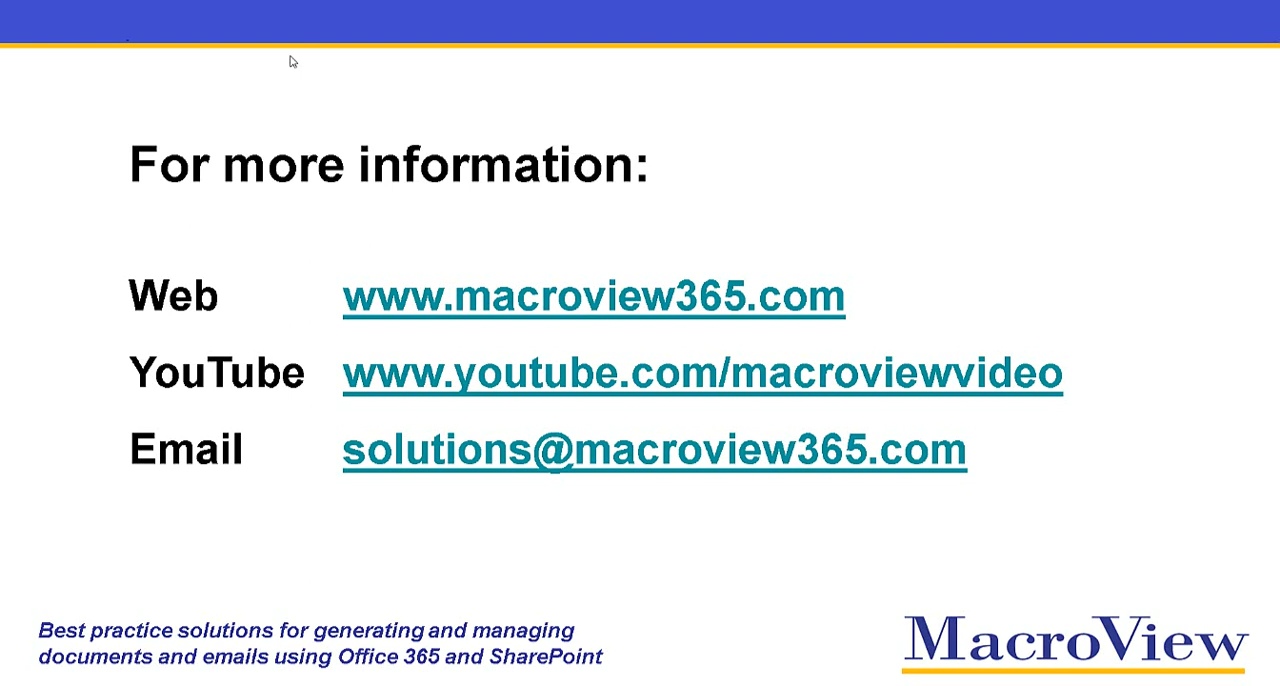 For more information:
Web www.macroview365.com
YouTube www.youtube.com/macroviewvideo
Email solutions@macroview365.com
Best practice solutions for generating and managing
documents and emails using Office 365 and SharePoint
MacroView